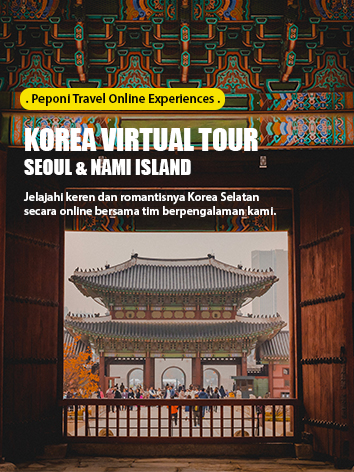 . Peponi Travel Online Experiences .
KOREA VIRTUAL TOUR
SEOUL & NAMI ISLAND
Jelajahi keren dan romantisnya Korea Selatan
secara online bersama tim berpengalaman kami.